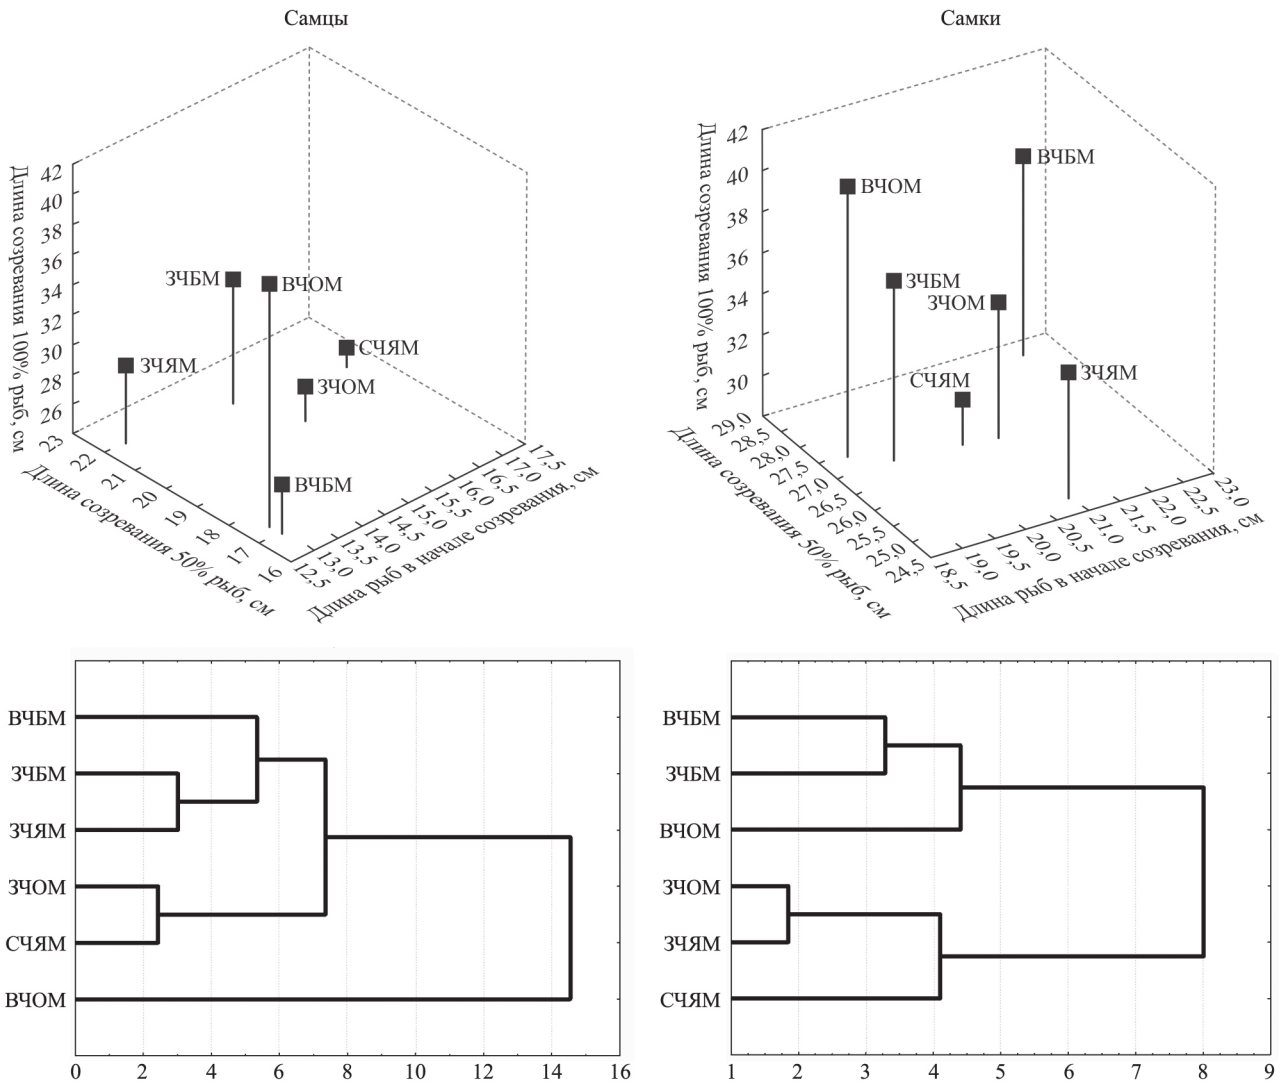 Самцы
Самки
Длина созревания 100% рыб, см
42
40
38
36
34
32
30
28
26
ЗЧБМ
ВЧОМ
СЧЯМ
ЗЧЯМ
ЗЧОМ
ВЧБМ
23
22
21
20
19
18
17
16
Длина созревания 50% рыб, см
12,5
13,0
13,5
14,0
14,5
15,0
15,5
16,0
16,5
17,0
17,5
Длина рыб в начале созревания, см
Длина созревания 100% рыб, см
42
40
38
36
34
32
30
ВЧБМ
ВЧОМ
ЗЧБМ
ЗЧОМ
СЧЯМ
ЗЧЯМ
29,0
28,5
28,0
27,5
27,0
26,5
26,0
25,5
25,0
24,5
Длина созревания 50% рыб, см
18,5
19,0
19,5
20,0
20,5
21,0
21,5
22,0
22,5
23,0
Длина рыб в начале созревания, см
ВЧБМ
ЗЧБМ
ЗЧЯМ
ЗЧОМ
СЧЯМ
ВЧОМ
0 2 4 6 8 10 12 14 16
ВЧБМ
ЗЧБМ
ВЧОМ
ЗЧОМ
ЗЧЯМ
СЧЯМ
1 2 3 4 5 6 7 8 9